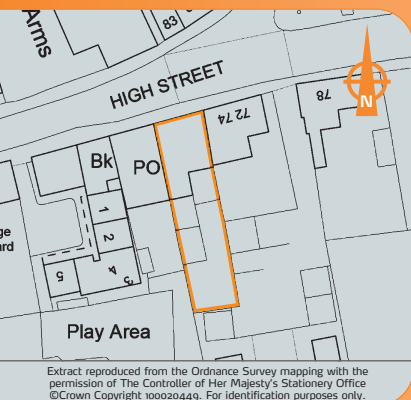 Arms
83
HIGH STREET
N
72 74
78
Bk
PO
1
2
ge
ard
5
4
3
Play Area
Extract reproduced from the Ordnance Survey mapping with the
permission of The Controller of Her Majesty's Stationery Office
©Crown Copyright 100020449. For identification purposes only.